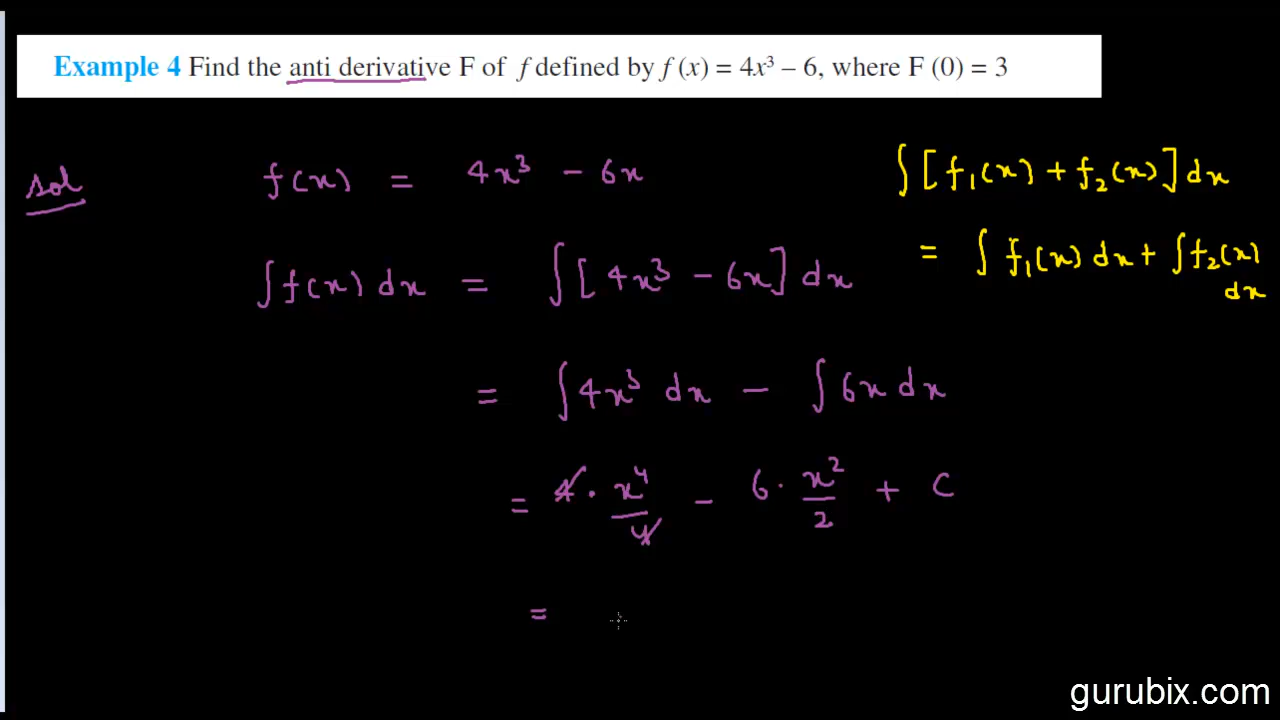 Example 4 Find the anti derivative F of f defined by f (x) = 4x³ – 6, where F (0) = 3
sol
f(x) = 4x³ - 6x
∫ f(x) dx = ∫ [4x³ - 6x] dx
= ∫ 4x³ dx - ∫ 6x dx
= 4 · x⁴/4 - 6 · x²/2 + C
=
∫ [f₁(x) + f₂(x)] dx
= ∫ f₁(x) dx + ∫ f₂(x)
dx
gurubix.com